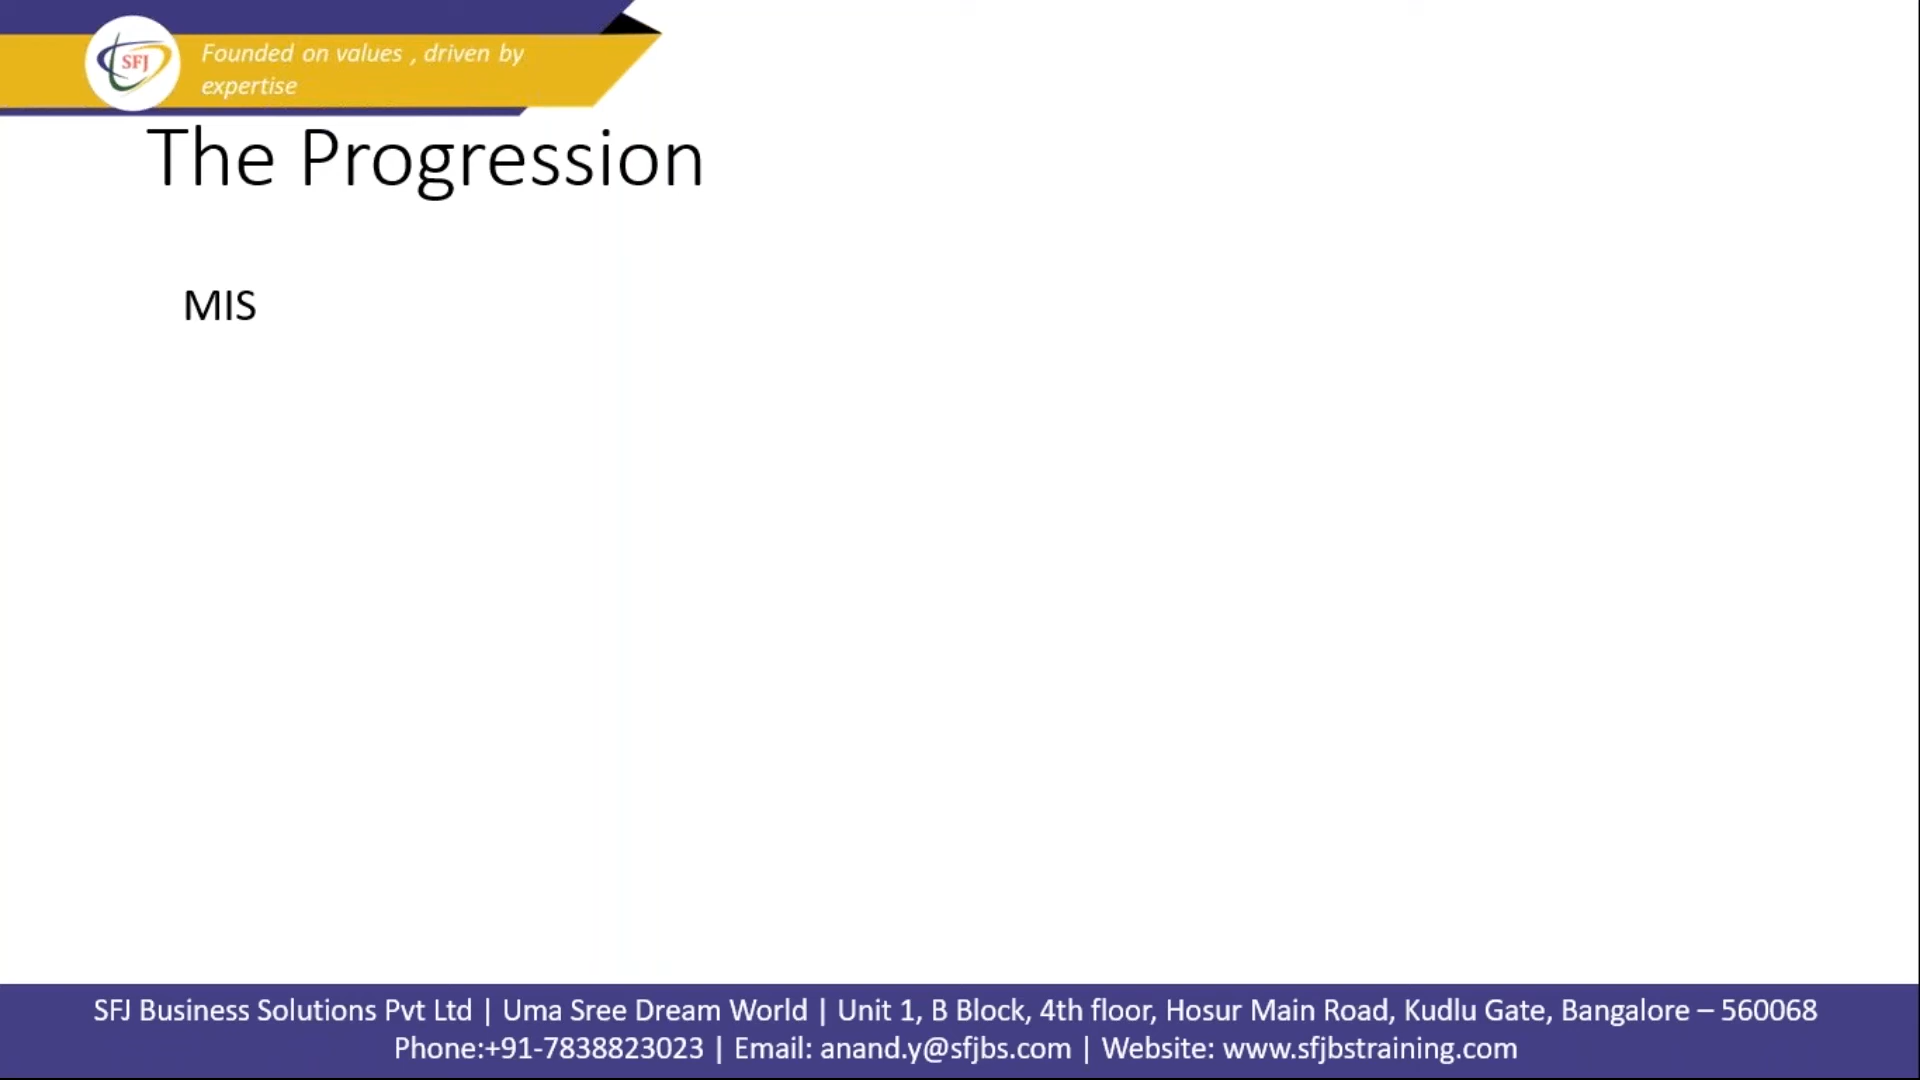 SFJ
Founded on values , driven by
expertise
The Progression
MIS
SFJ Business Solutions Pvt Ltd | Uma Sree Dream World | Unit 1, B Block, 4th floor, Hosur Main Road, Kudlu Gate, Bangalore – 560068
Phone:+91-7838823023 | Email: anand.y@sfjbs.com | Website: www.sfjbstraining.com